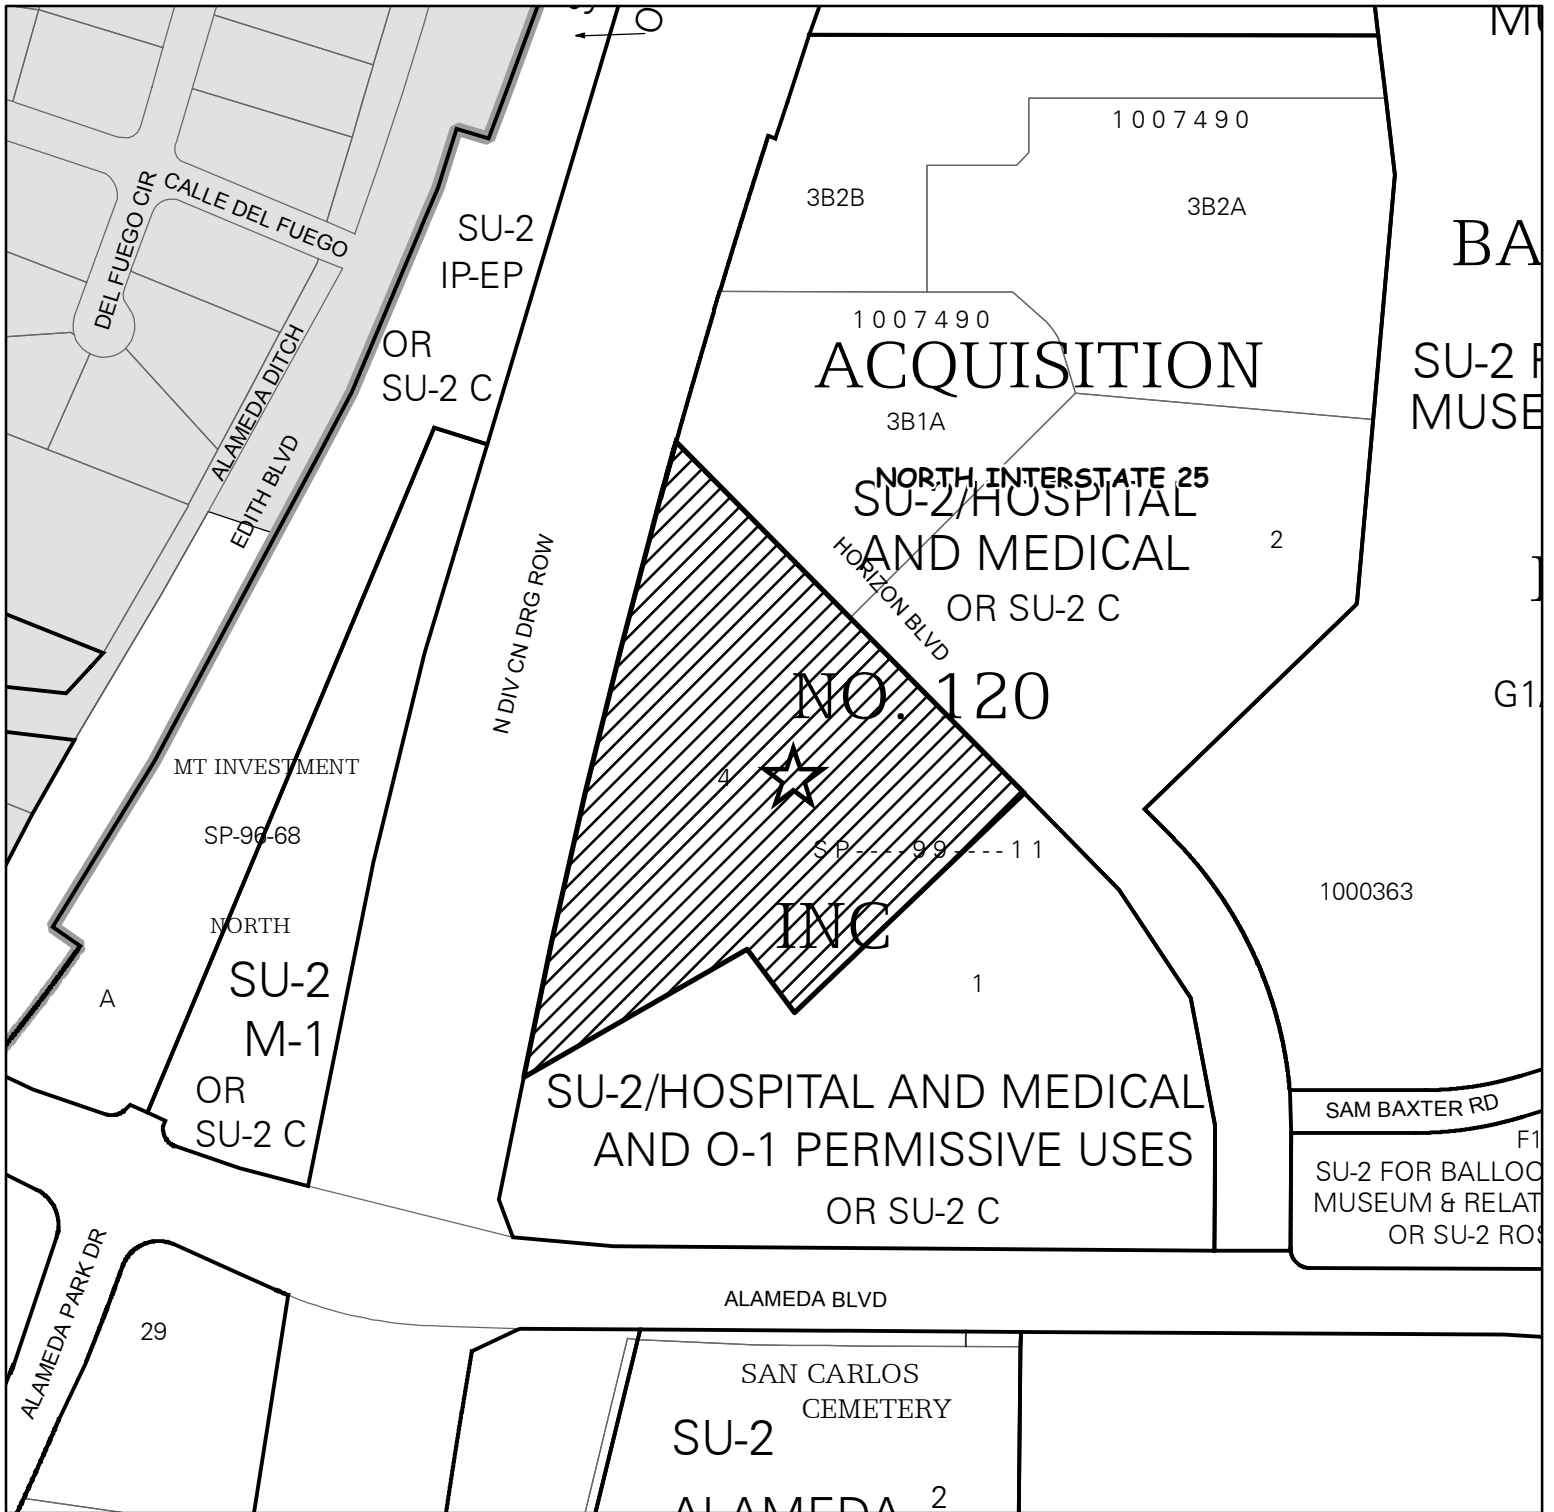 O
1007490
3B2B
3B2A
CALLE DEL FUEGO
DEL FUEGO CIR
SU-2
IP-EP
OR
SU-2 C
1007490
ACQUISITION
3B1A
ALAMEDA DITCH
EDITH BLVD
NORTH INTERSTATE 25
SU-2/HOSPITAL
AND MEDICAL
OR SU-2 C
2
HORIZON BLVD
N DIV CN DRG ROW
BA
SU-2 F
MUSE
G1
NO. 120
4
MT INVESTMENT
SP-96-68
NORTH
SU-2
M-1
OR
SU-2 C
A
SP----99----11
INC
1
1000363
SU-2/HOSPITAL AND MEDICAL
AND O-1 PERMISSIVE USES
OR SU-2 C
SAM BAXTER RD
F1
SU-2 FOR BALLOO
MUSEUM & RELAT
OR SU-2 ROS
ALAMEDA PARK DR
29
ALAMEDA BLVD
SAN CARLOS
CEMETERY
SU-2
ALAMEDA
2